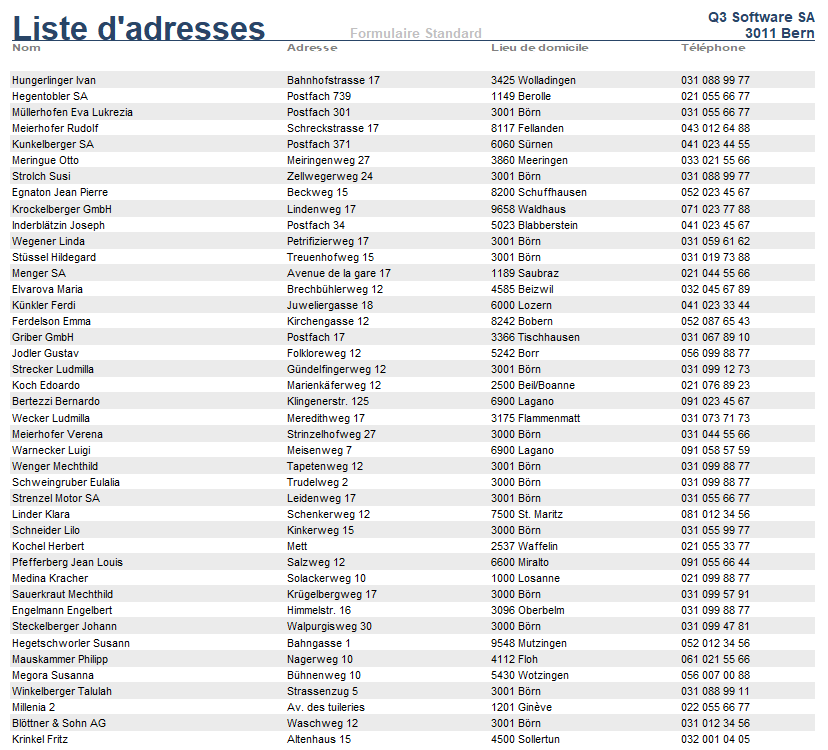 Liste d'adresses
Formulaire Standard
Q3 Software SA
3011 Bern
Nom Adresse Lieu de domicile Téléphone
Hungerlinger Ivan Bahnhofstrasse 17 3425 Wolladingen 031 088 99 77
Hegentobler SA Postfach 739 1149 Berolle 021 055 66 77
Müllerhofen Eva Lukrezia Postfach 301 3001 Börn 031 055 66 77
Meierhofer Rudolf Schreckstrasse 17 8117 Fellanden 043 012 64 88
Kunkelberger SA Postfach 371 6060 Sürnen 041 023 44 55
Meringue Otto Meiringenweg 27 3860 Meeringen 033 021 55 66
Strolch Susi Zellwegerweg 24 3001 Börn 031 088 99 77
Egnaton Jean Pierre Beckweg 15 8200 Schuffhausen 052 023 45 67
Krockelberger GmbH Lindenweg 17 9658 Waldhaus 071 023 77 88
Inderblätzin Joseph Postfach 34 5023 Blabberstein 041 023 45 67
Wegener Linda Petrifizierweg 17 3001 Börn 031 059 61 62
Stüssel Hildegard Treuenhofweg 15 3001 Börn 031 019 73 88
Menger SA Avenue de la gare 17 1189 Saubraz 021 044 55 66
Elvarova Maria Brechbühlerweg 12 4585 Beizwil 032 045 67 89
Künkler Ferdi Juweliergasse 18 6000 Lozern 041 023 33 44
Ferdelson Emma Kirchengasse 12 8242 Bobern 052 087 65 43
Griber GmbH Postfach 17 3366 Tischhausen 031 067 89 10
Jodler Gustav Folkloreweg 12 5242 Borr 056 099 88 77
Strecker Ludmilla Gündelfingerweg 12 3001 Börn 031 099 12 73
Koch Edoardo Marienkäferweg 12 2500 Beil/Boanne 021 076 89 23
Bertezzi Bernardo Klingenerstr. 125 6900 Lagano 091 023 45 67
Wecker Ludmilla Meredithweg 17 3175 Flammenmatt 031 073 71 73
Meierhofer Verena Strinzelhofweg 27 3000 Börn 031 044 55 66
Warnecker Luigi Meisenweg 7 6900 Lagano 091 058 57 59
Wenger Mechthild Tapetenweg 12 3001 Börn 031 099 88 77
Schweingruber Eulalia Trudelweg 2 3000 Börn 031 099 88 77
Strenzel Motor SA Leidenweg 17 3001 Börn 031 055 66 77
Linder Klara Schenkerweg 12 7500 St. Maritz 081 012 34 56
Schneider Lilo Kinkerweg 15 3000 Börn 031 055 99 77
Kochel Herbert Mett 2537 Waffelin 021 055 33 77
Pfefferberg Jean Louis Salzweg 12 6600 Miralto 091 055 66 44
Medina Kracher Solackerweg 10 1000 Losanne 021 099 88 77
Sauerkraut Mechthild Krügelbergweg 17 3000 Börn 031 099 57 91
Engelmann Engelbert Himmelstr. 16 3096 Oberbelm 031 099 88 77
Steckelberger Johann Walpurgisweg 30 3000 Börn 031 099 47 81
Hegetschworler Susann Bahngasse 1 9548 Mutzingen 052 012 34 56
Mauskammer Philipp Nagerweg 10 4112 Floh 061 021 55 66
Megora Susanna Bühnenweg 10 5430 Wotzingen 056 007 00 88
Winkelberger Talulah Strassenzug 5 3001 Börn 031 088 99 11
Millenia 2 Av. des tuileries 1201 Ginève 022 055 66 77
Blöttner & Sohn AG Waschweg 12 3001 Börn 031 012 34 56
Krinkel Fritz Altenhaus 15 4500 Sollertun 032 001 04 05